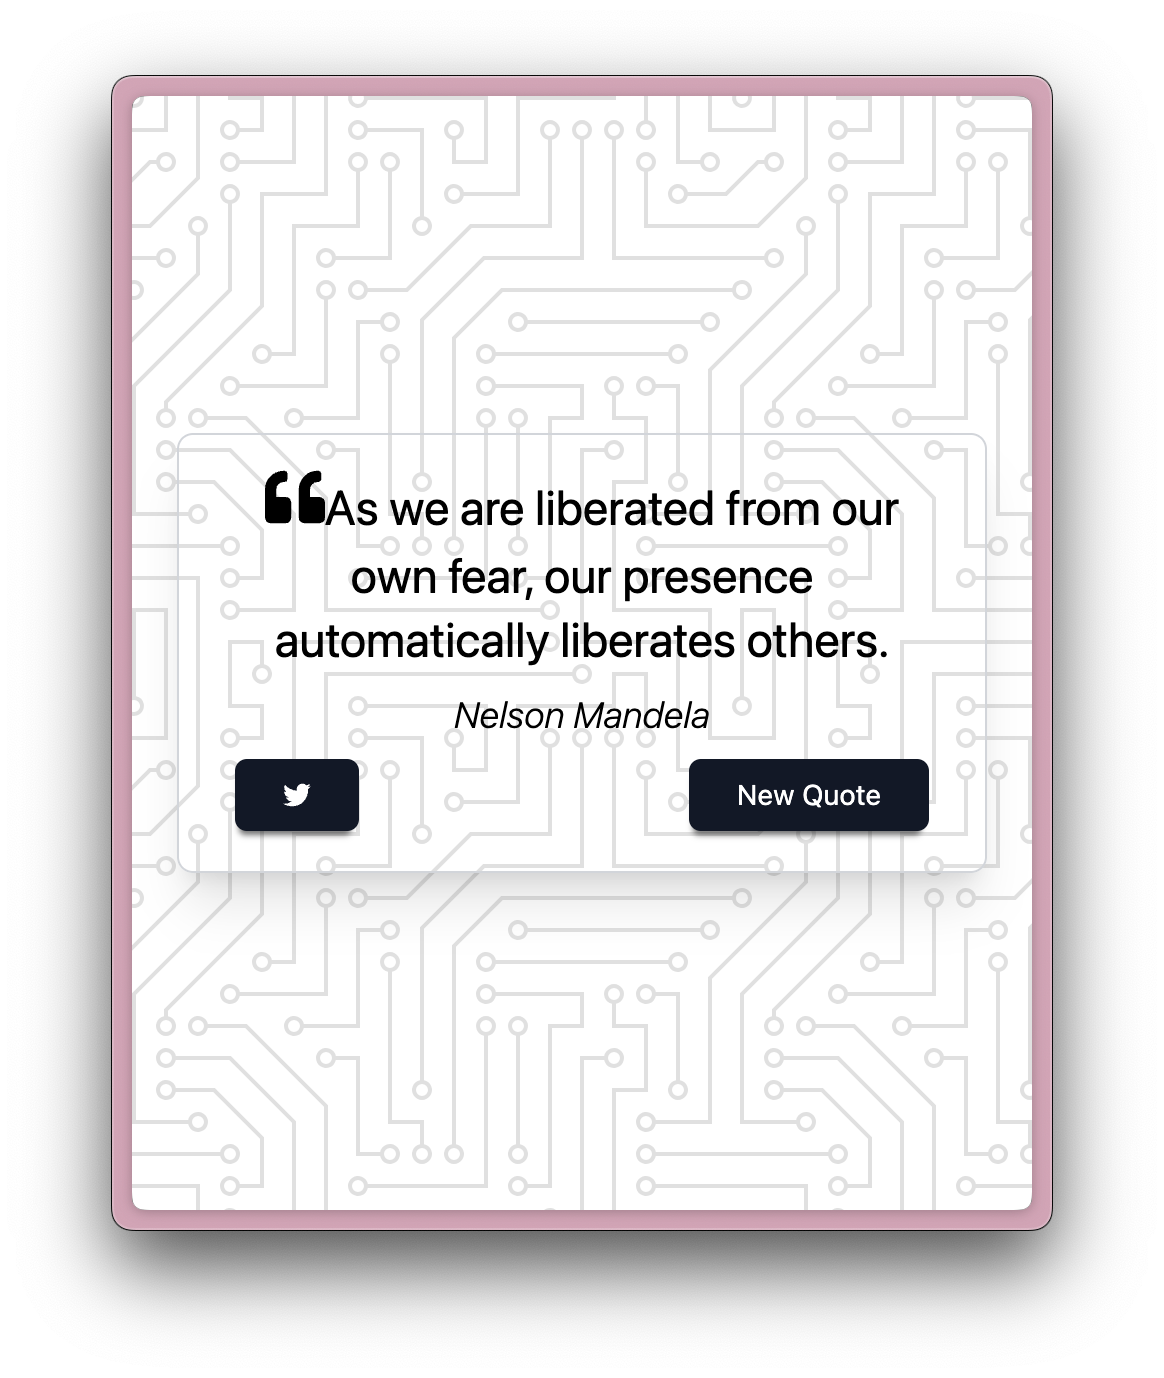 “As we are liberated from our
own fear, our presence
automatically liberates others.
Nelson Mandela
New Quote